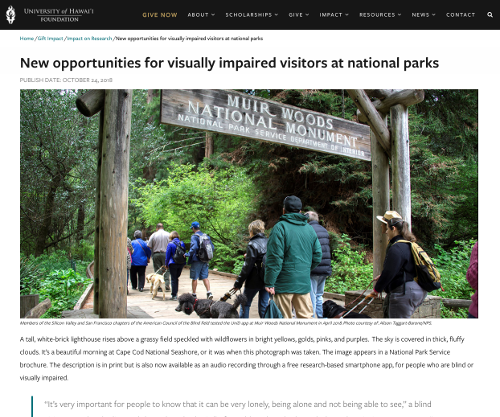 UNIVERSITY OF HAWAI'I
FOUNDATION
GIVE NOW
ABOUT
SCHOLARSHIPS
GIVE
IMPACT
RESOURCES
NEWS
CONTACT
Home/Gift Impact/Impact on Research/New opportunities for visually impaired visitors at national parks
New opportunities for visually impaired visitors at national parks
PUBLISH DATE: OCTOBER 24, 2018
MUIR WOODS
NATIONAL MONUMENT
NATIONAL PARK SERVICE DEPARTMENT OF INTERIOR
Members of the Silicon Valley and San Francisco chapters of the American Council of the Blind field tested the UniD app at Muir Woods National Monument in April 2018. Photo courtesy of: Alison Taggart-Barone/NPS.
A tall, white-brick lighthouse rises above a grassy field speckled with wildflowers in bright yellows, golds, pinks, and purples. The sky is covered in thick, fluffy
clouds. It's a beautiful morning at Cape Cod National Seashore, or it was when this photograph was taken. The image appears in a National Park Service
brochure. The description is in print but is also now available as an audio recording through a free research-based smartphone app, for people who are blind or
visually impaired.
"It's very important for people to know that it can be very lonely, being alone and not being able to see," a blind